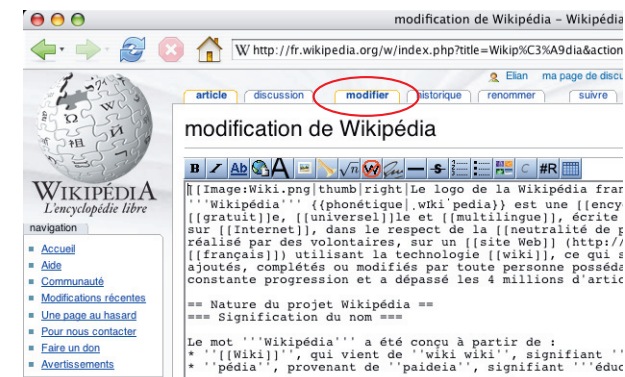 modification de Wikipédia – Wikipédia
W http://fr.wikipedia.org/w/index.php?title=Wikip%C3%A9dia&action
Elian ma page de discu
article discussion modifier historique renommer suivre
modification de Wikipédia
B I Ab A √n W S C #R
WIKIPÉDIA
L'encyclopédie libre
navigation
Accueil
Aide
Communauté
Modifications récentes
Une page au hasard
Pour nous contacter
Faire un don
Avertissements
[[Image:Wiki.png|thumb|right|Le logo de la Wikipédia fran
'''Wikipédia''' {{phonétique|ˌwikiˈpedia}} est une [[ency
[[gratuit]]e, [[universel]]le et [[multilingue]], écrite
sur [[Internet]], dans le respect de la [[neutralité de p
réalisé par des volontaires, sur un [[site Web]] (http:/
[[français]]) utilisant la technologie [[wiki]], ce qui s
ajoutés, complétés ou modifiés par toute personne posséda
constante progression et a dépassé les 4 millions d'artic
== Nature du projet Wikipédia ==
=== Signification du nom ===
Le mot '''Wikipédia''' a été conçu à partir de :
* ''[[Wiki]]'', qui vient de ''wiki wiki'', signifiant ''
* ''pédia'', provenant de ''paideia'', signifiant '''éduc